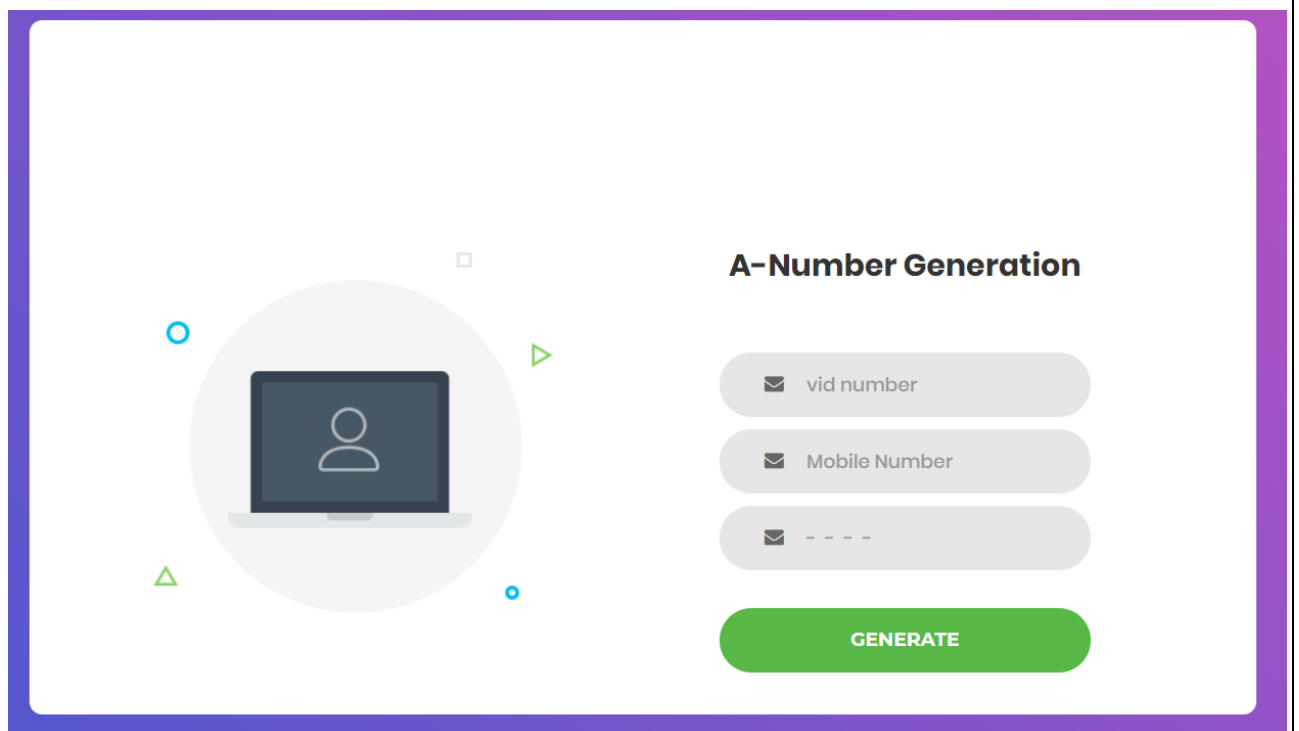 A-Number Generation
vid number
Mobile Number
- - - -
GENERATE